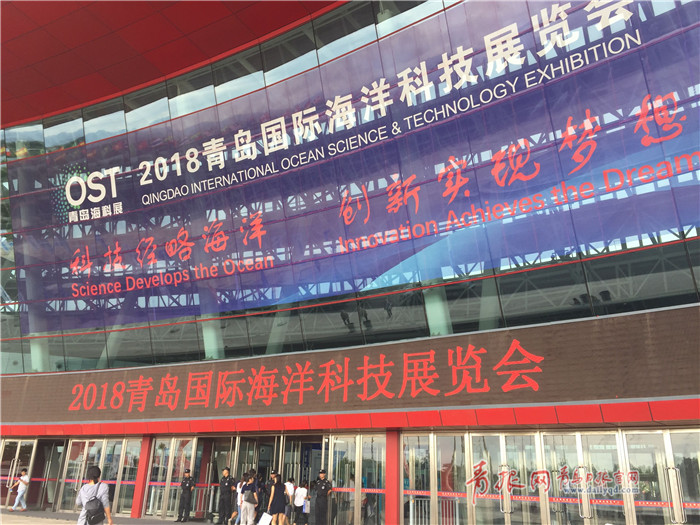 2018青岛国际海洋科技展览会
QINGDAO INTERNATIONAL OCEAN SCIENCE & TECHNOLOGY EXHIBITION
OST
青岛海科展
科技经略海洋 创新实现梦想
Science Develops the Ocean Innovation Achieves the Dream
2018青岛国际海洋科技展览会
青报网
www.dailyqd.com